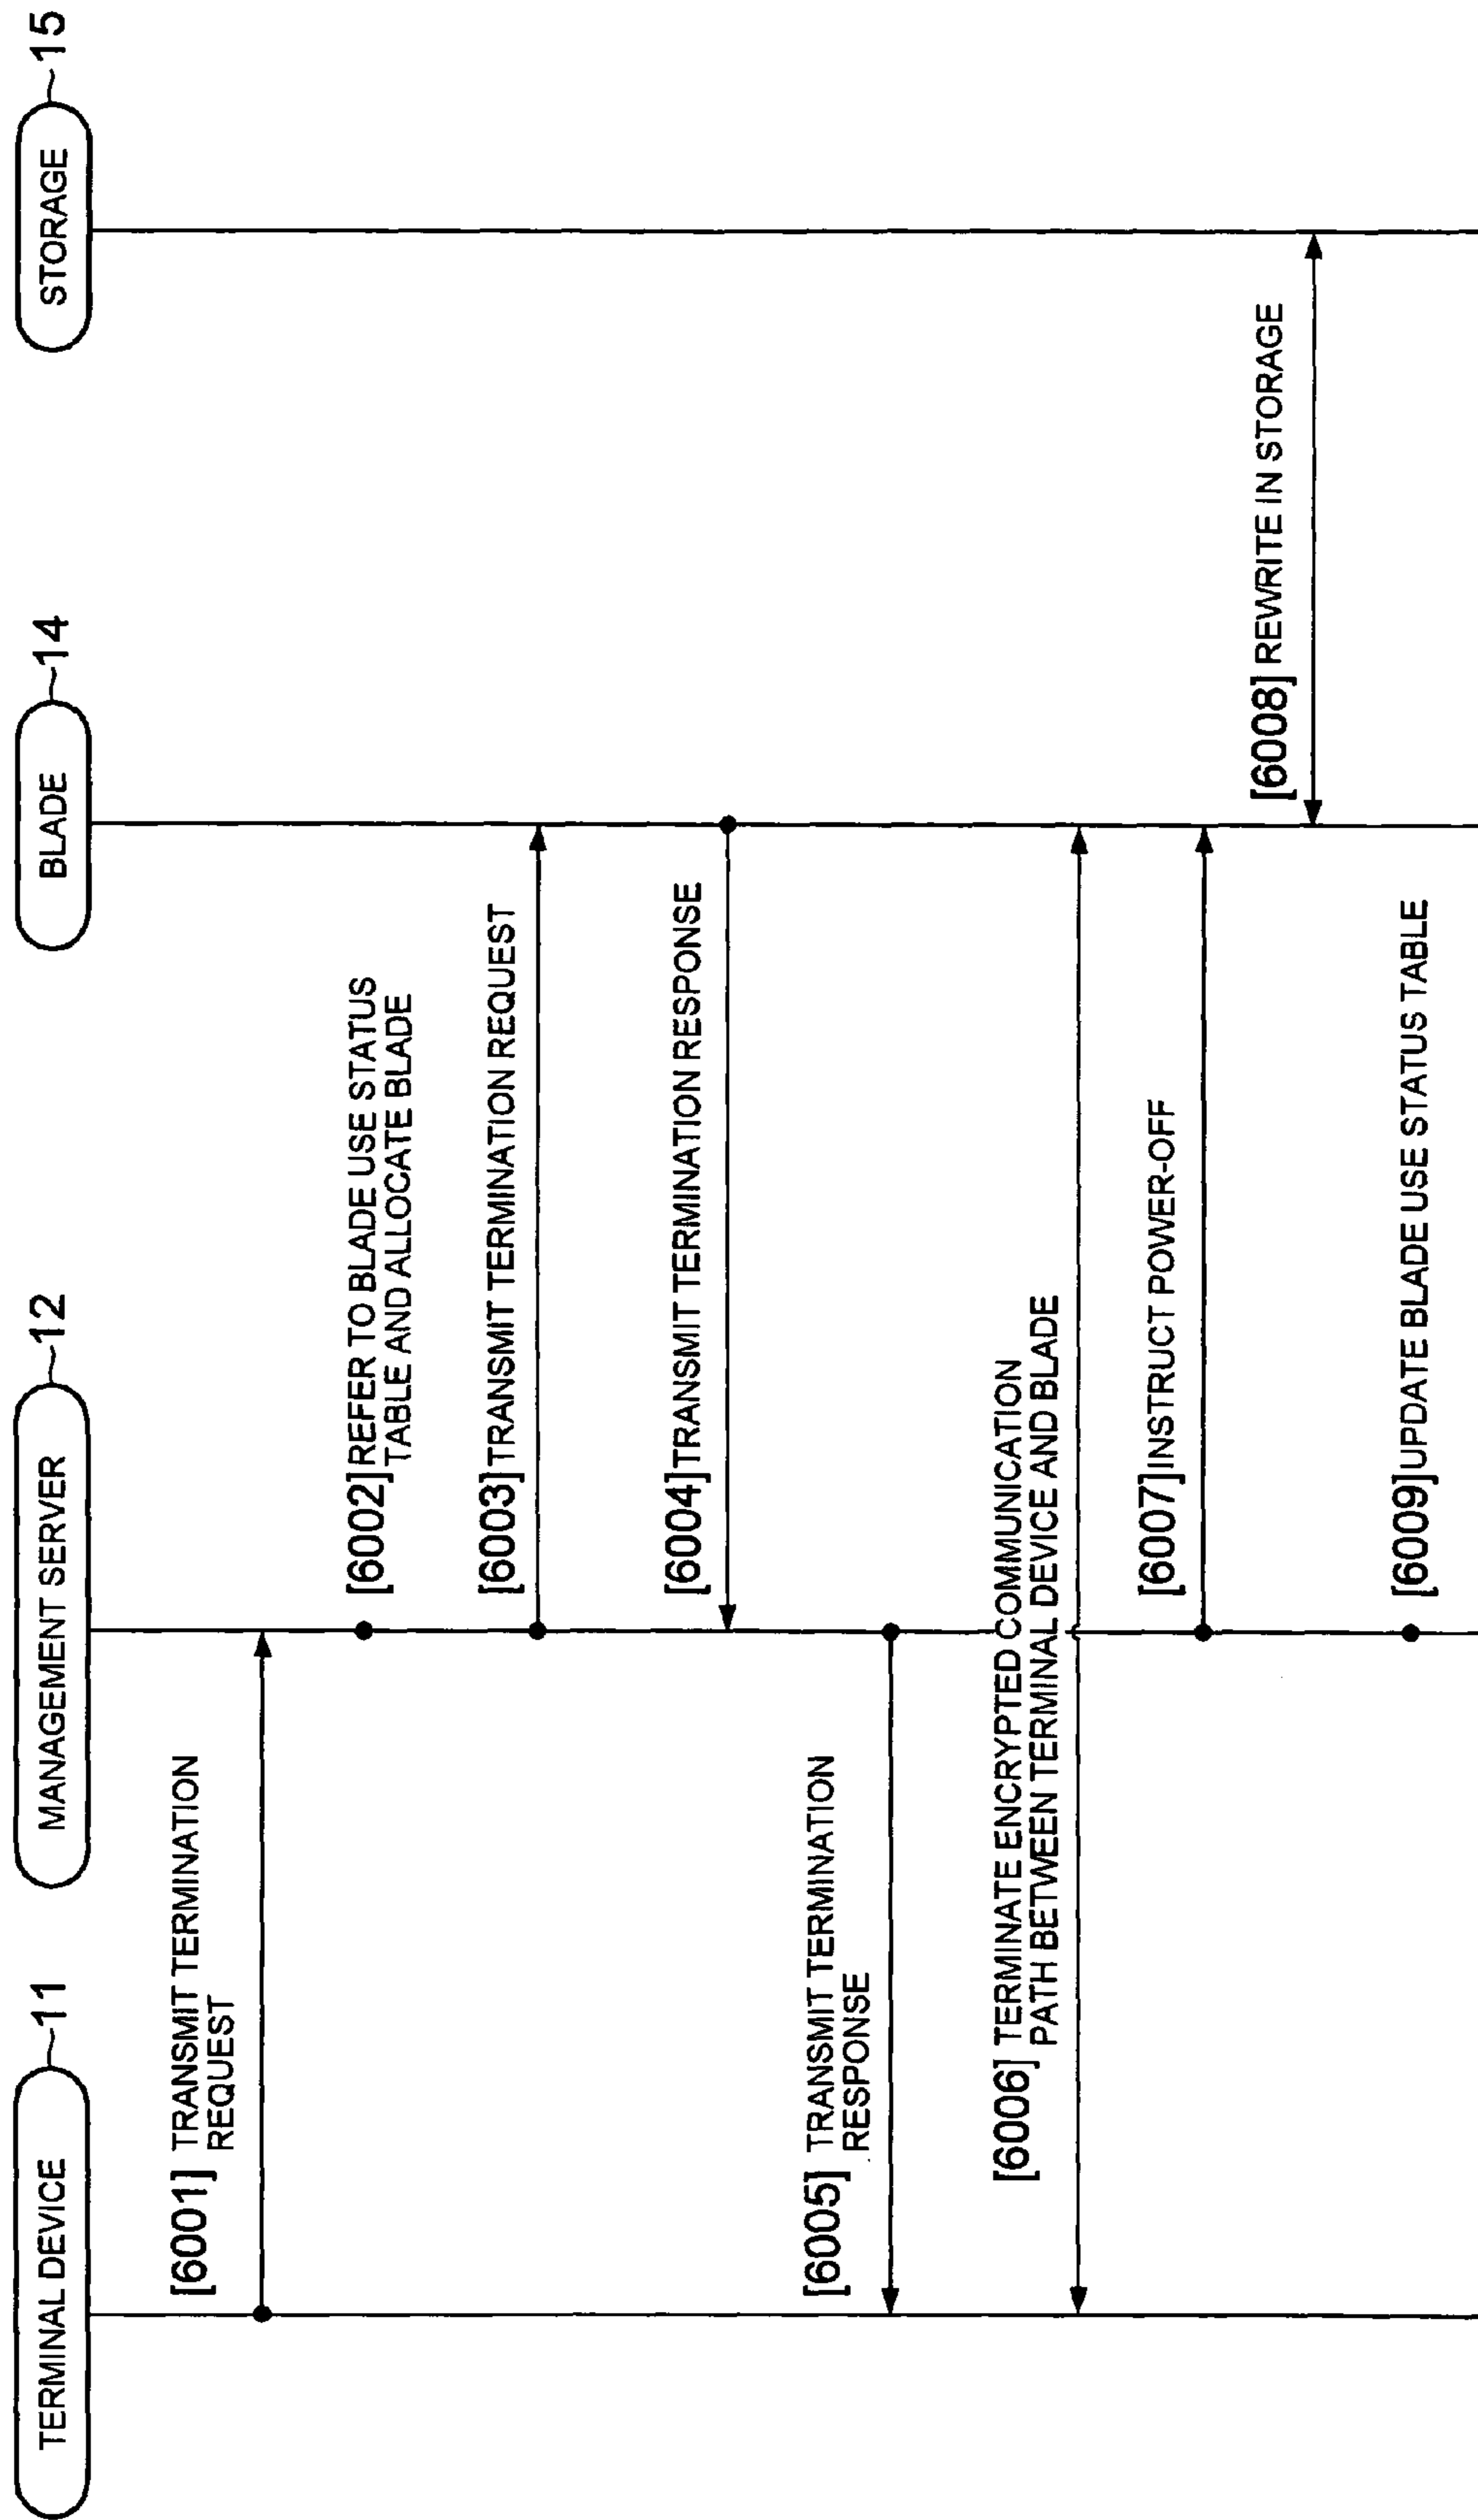 TERMINAL DEVICE
11
MANAGEMENT SERVER
12
BLADE
14
STORAGE
15
[6001] TRANSMIT TERMINATION
REQUEST
[6002] REFER TO BLADE USE STATUS
TABLE AND ALLOCATE BLADE
[6003] TRANSMIT TERMINATION REQUEST
[6004] TRANSMIT TERMINATION RESPONSE
[6005] TRANSMIT TERMINATION
RESPONSE
[6006] TERMINATE ENCRYPTED COMMUNICATION
PATH BETWEEN TERMINAL DEVICE AND BLADE
[6007] INSTRUCT POWER-OFF
[6008] REWRITE IN STORAGE
[6009] UPDATE BLADE USE STATUS TABLE